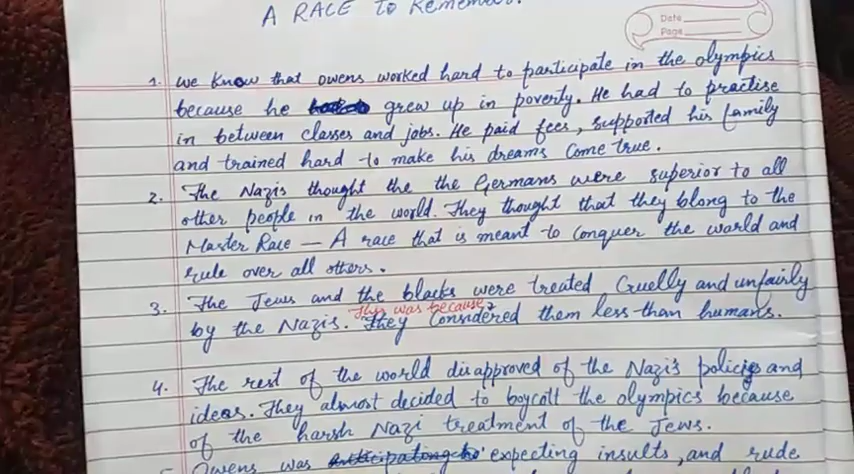 A RACE To Remember.
Date
Page
1. We know that owens worked hard to participate in the olympics
because he grew up in poverty. He had to practise
in between classes and jobs. He paid fees, supported his family
and trained hard to make his dreams Come true.
2. The Nazis thought the the Germans were superior to all
other people in the world. They thought that they blong to the
Master Race — A race that is meant to conquer the world and
rule over all others.
3. The Jews and the blacks were treated Cruelly and unfairly
This was because
by the Nazis. They Considered them less than humans.
4. The rest of the world disapproved of the Nazi's policies and
ideas. They almost decided to boycott the olympics because
of the harsh Nazi treatment of the Jews.
5. Owens was expecting insults, and rude